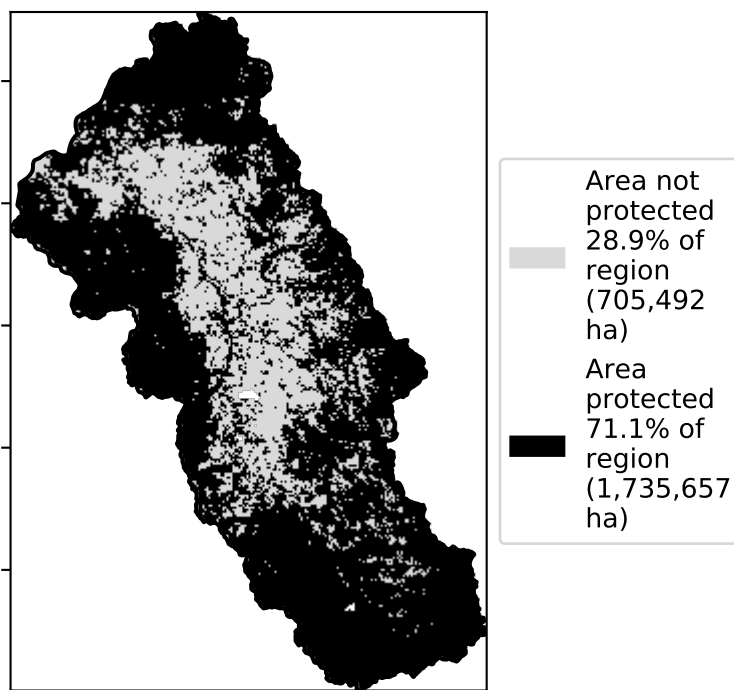 Area not
protected
28.9% of
region
(705,492
ha)
Area
protected
71.1% of
region
(1,735,657
ha)